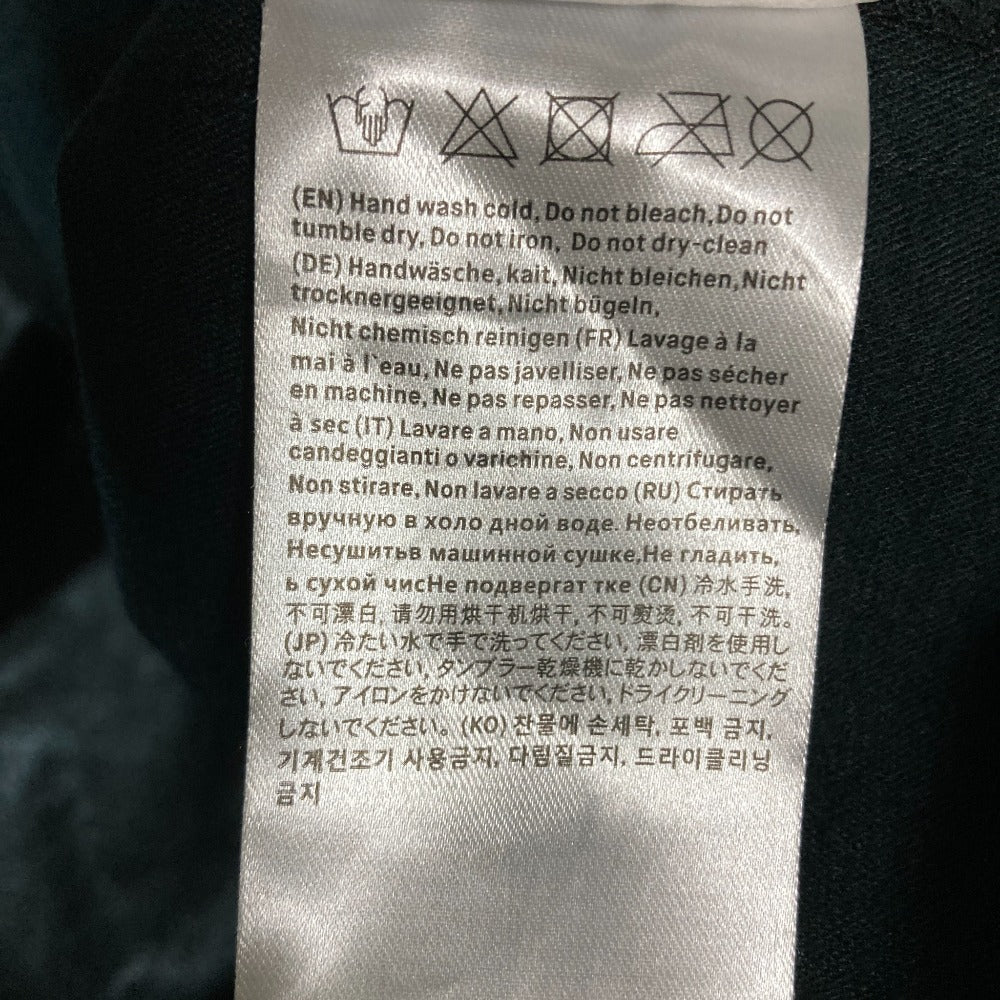 (EN) Hand wash cold, Do not bleach, Do not
tumble dry, Do not iron, Do not dry-clean
(DE) Handwäsche, kait, Nicht bleichen, Nicht
trocknergeeignet, Nicht bügeln,
Nicht chemisch reinigen (FR) Lavage à la
mai à l`eau, Ne pas javelliser, Ne pas sécher
en machine, Ne pas repasser, Ne pas nettoyer
à sec (IT) Lavare a mano, Non usare
candeggianti o varichine, Non centrifugare,
Non stirare, Non lavare a secco (RU) Стирать
вручную в холо дной воде. Неотбеливать,
Несушитьв машинной сушке, Не гладить,
ь сухой чисНе подвергат тке (CN) 冷水手洗,
不可漂白, 请勿用烘干机烘干, 不可熨烫, 不可干洗。
(JP) 冷たい水で手で洗ってください, 漂白剤を使用し
ないでください, タンブラー乾燥機に乾かしないでくだ
さい, アイロンをかけないでください, ドライクリーニング
しないでください。(KO) 찬물에 손세탁, 포백 금지,
기계건조기 사용금지, 다림질금지, 드라이클리닝
금지